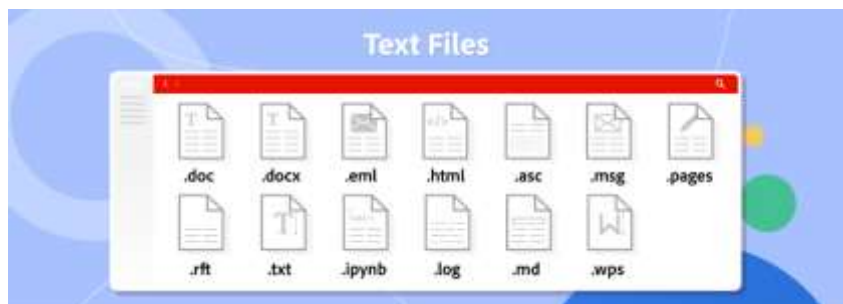 Text Files
.doc .docx .eml .html .asc .msg .pages
.rft .txt .ipynb .log .md .wps